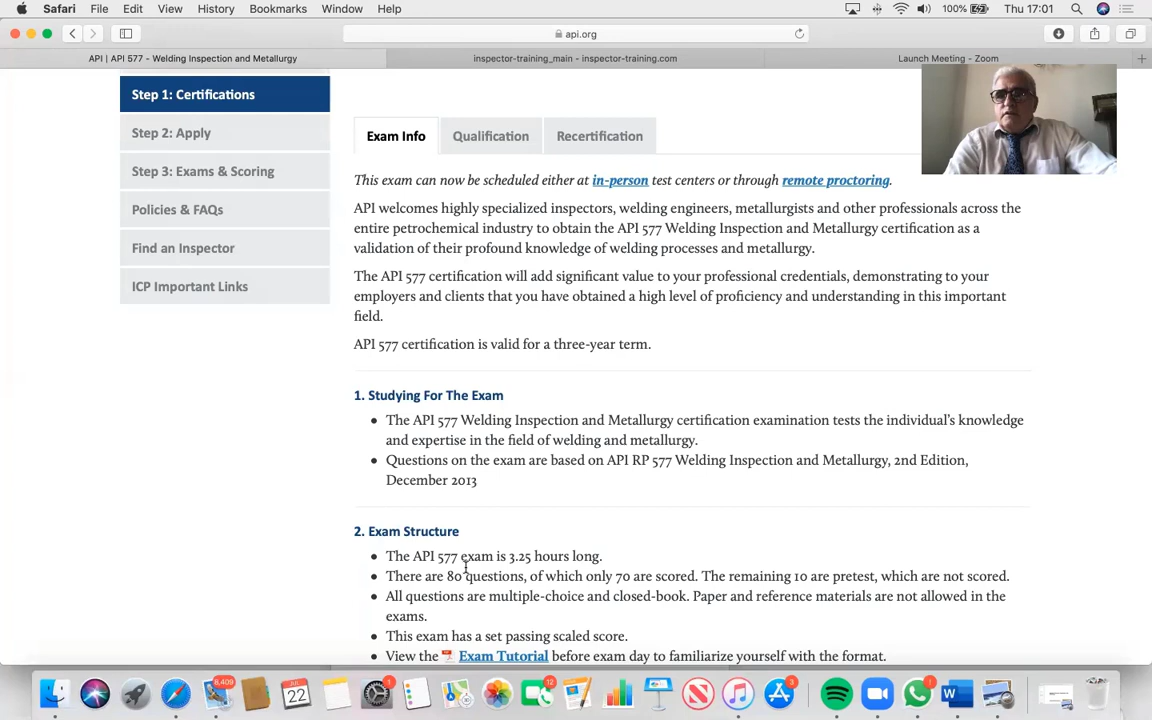 Safari File Edit View History Bookmarks Window Help 100% Thu 17:01
api.org
API | API 577 - Welding Inspection and Metallurgy
inspector-training_main - inspector-training.com
Launch Meeting - Zoom
Step 1: Certifications
Step 2: Apply
Step 3: Exams & Scoring
Policies & FAQs
Find an Inspector
ICP Important Links
Exam Info Qualification Recertification
This exam can now be scheduled either at in-person test centers or through remote proctoring.
API welcomes highly specialized inspectors, welding engineers, metallurgists and other professionals across the
entire petrochemical industry to obtain the API 577 Welding Inspection and Metallurgy certification as a
validation of their profound knowledge of welding processes and metallurgy.
The API 577 certification will add significant value to your professional credentials, demonstrating to your
employers and clients that you have obtained a high level of proficiency and understanding in this important
field.
API 577 certification is valid for a three-year term.
1. Studying For The Exam
• The API 577 Welding Inspection and Metallurgy certification examination tests the individual's knowledge
and expertise in the field of welding and metallurgy.
• Questions on the exam are based on API RP 577 Welding Inspection and Metallurgy, 2nd Edition,
December 2013
2. Exam Structure
• The API 577 exam is 3.25 hours long.
• There are 80 questions, of which only 70 are scored. The remaining 10 are pretest, which are not scored.
• All questions are multiple-choice and closed-book. Paper and reference materials are not allowed in the
exams.
• This exam has a set passing scaled score.
• View the Exam Tutorial before exam day to familiarize yourself with the format.
8,409
JUL
22
1
12
3